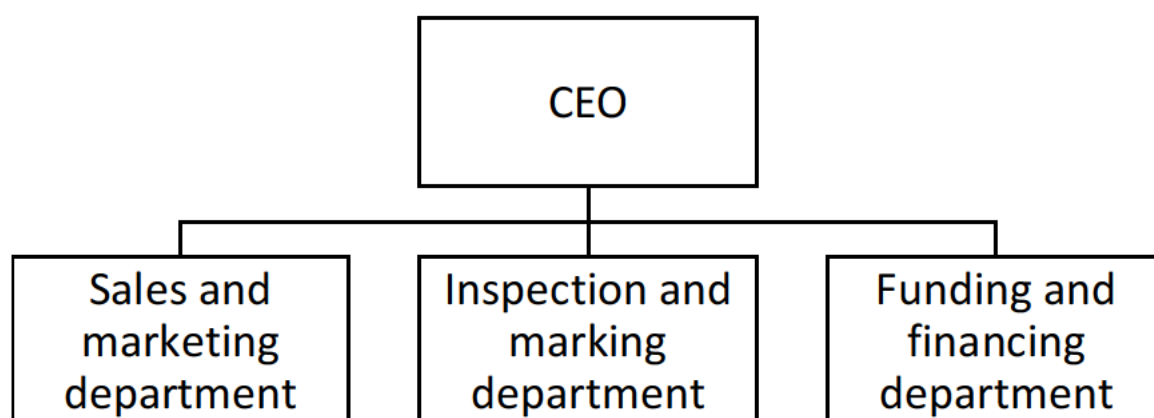 CEO
Sales and
marketing
department
Inspection and
marking
department
Funding and
financing
department